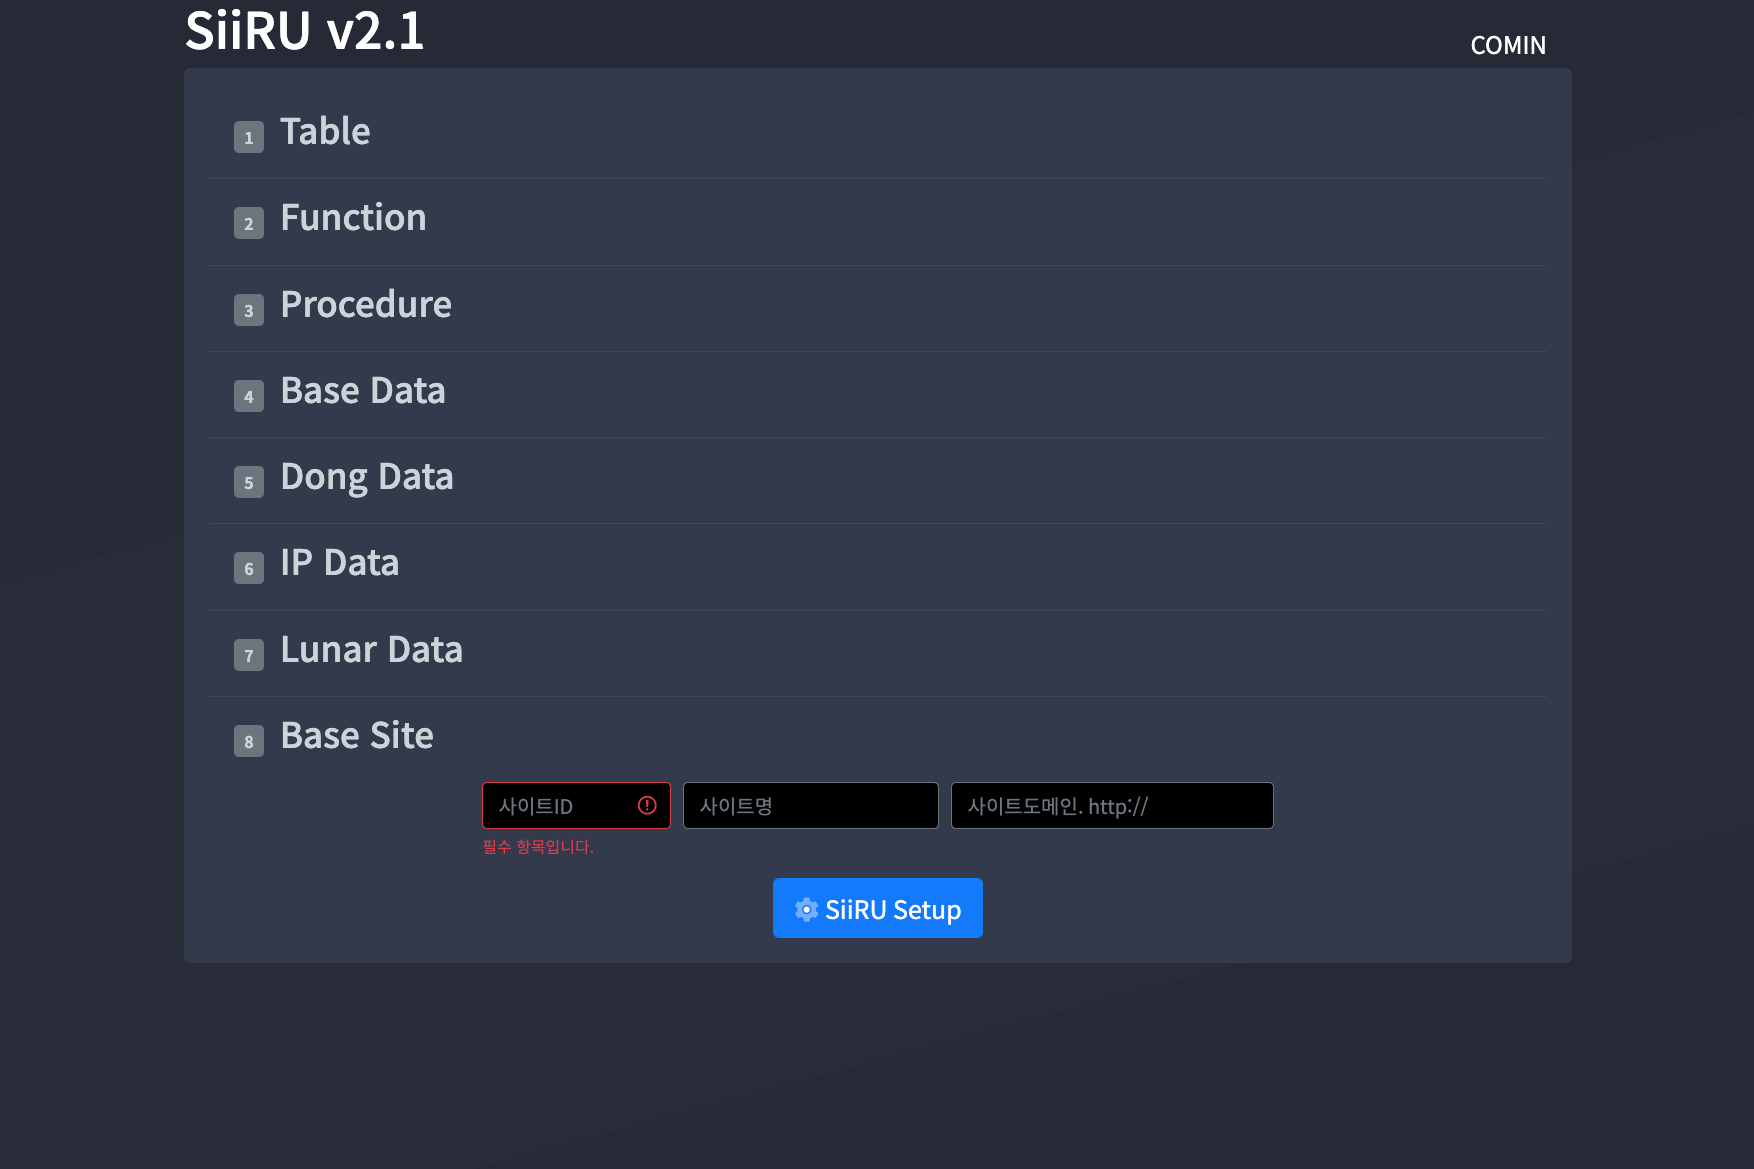 SiiRU v2.1
COMIN
1 Table
2 Function
3 Procedure
4 Base Data
5 Dong Data
6 IP Data
7 Lunar Data
8 Base Site
사이트ID
사이트명
사이트도메인. http://
필수 항목입니다.
SiiRU Setup